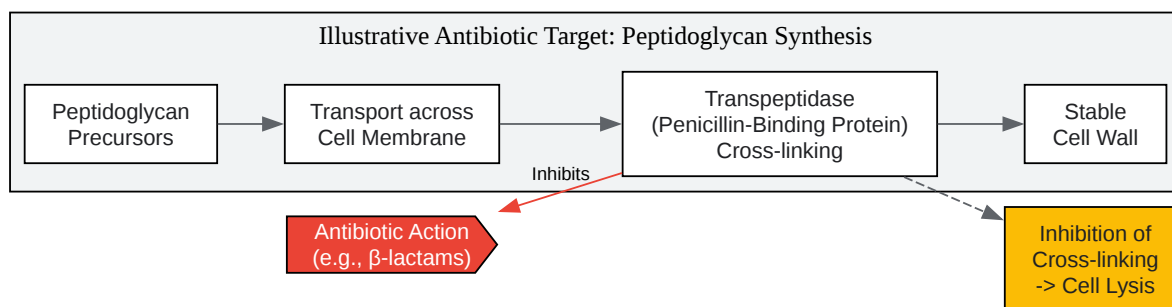 Illustrative Antibiotic Target: Peptidoglycan Synthesis
Peptidoglycan
Precursors
Transport across
Cell Membrane
Transpeptidase
(Penicillin-Binding Protein)
Cross-linking
Stable
Cell Wall
Inhibits
Antibiotic Action
(e.g., β-lactams)
Inhibition of
Cross-linking
-> Cell Lysis